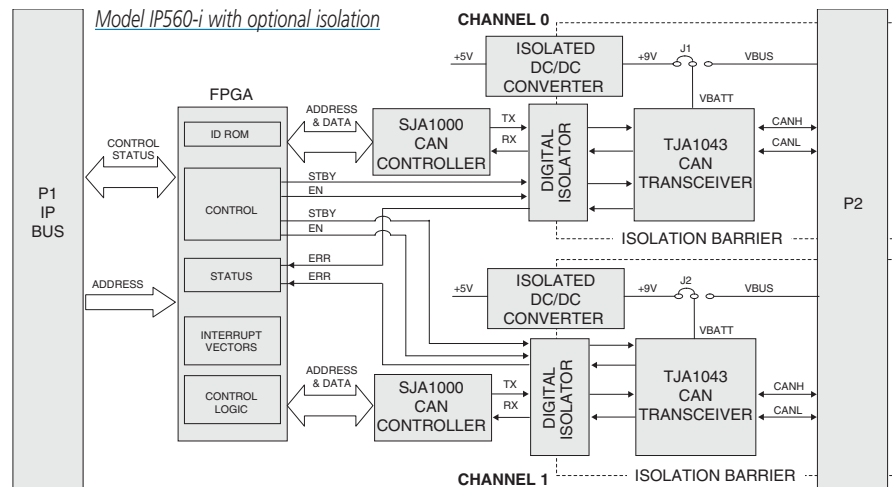 Model IP560-i with optional isolation
CHANNEL 0
P1
IP
BUS
CONTROL
STATUS
ADDRESS
FPGA
ID ROM
CONTROL
STATUS
INTERRUPT
VECTORS
CONTROL
LOGIC
ADDRESS
& DATA
SJA1000
CAN
CONTROLLER
TX
RX
STBY
EN
STBY
EN
ERR
ERR
+5V
ISOLATED
DC/DC
CONVERTER
+9V
J1
VBUS
VBATT
DIGITAL
ISOLATOR
TJA1043
CAN
TRANSCEIVER
CANH
CANL
ISOLATION BARRIER
P2
+5V
ISOLATED
DC/DC
CONVERTER
+9V
J2
VBUS
VBATT
ADDRESS
& DATA
SJA1000
CAN
CONTROLLER
TX
RX
DIGITAL
ISOLATOR
TJA1043
CAN
TRANSCEIVER
CANH
CANL
CHANNEL 1
ISOLATION BARRIER